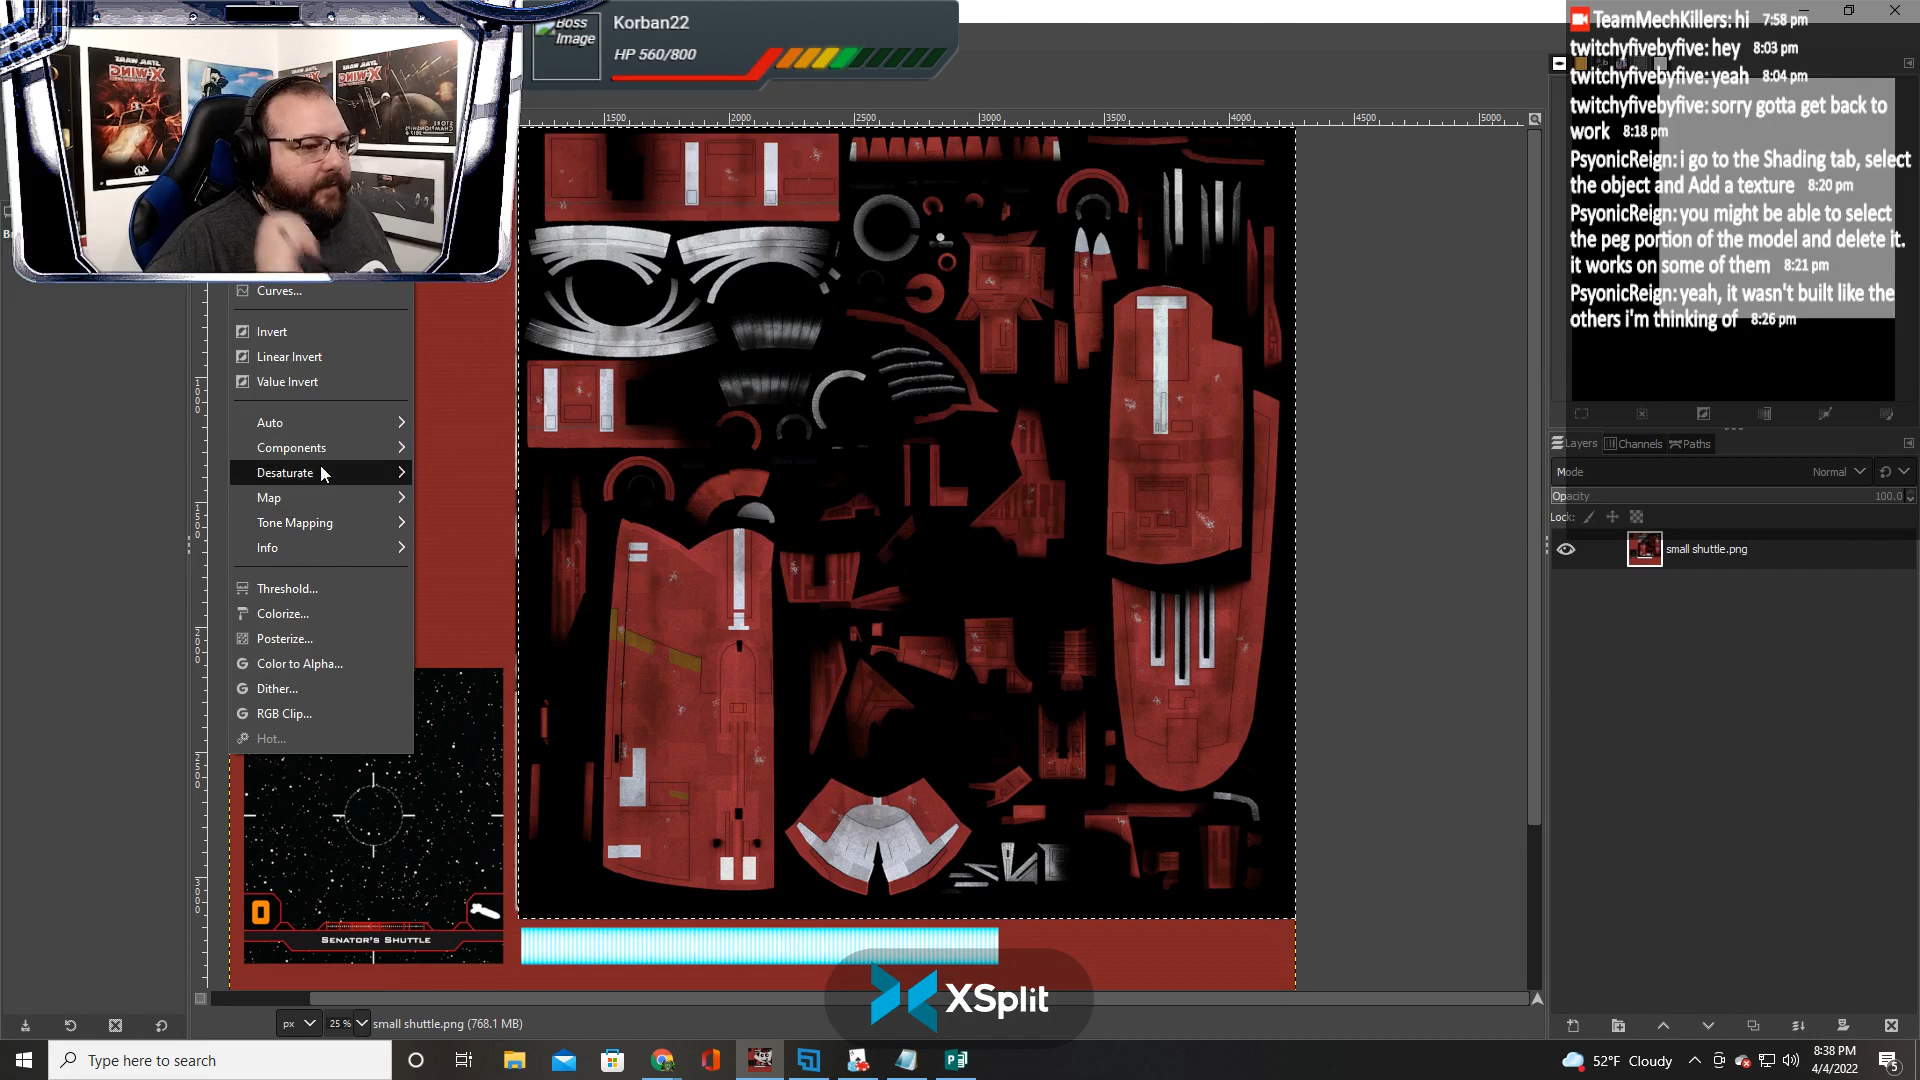 Boss
Image
Korban22
HP 560/800
TeamMechKillers: hi 7:58 pm
twitchyfivebyfive: hey 8:03 pm
twitchyfivebyfive: yeah 8:04 pm
twitchyfivebyfive: sorry gotta get back to
work 8:18 pm
PsyonicReign: i go to the Shading tab, select
the object and Add a texture 8:20 pm
PsyonicReign: you might be able to select
the peg portion of the model and delete it.
it works on some of them 8:21 pm
PsyonicReign: yeah, it wasn't built like the
others i'm thinking of 8:26 pm
1500 2000 2500 3000 3500 4000 4500 5000
Curves...
Invert
Linear Invert
Value Invert
Auto
Components
Desaturate
Map
Tone Mapping
Info
Threshold...
Colorize...
Posterize...
Color to Alpha...
Dither...
RGB Clip...
Hot...
1000
1500
2000
2500
3000
Layers Channels Paths
Mode Normal
Opacity 100.0
Lock:
small shuttle.png
0
SENATOR'S SHUTTLE
XSplit
px 25 % small shuttle.png (768.1 MB)
Type here to search
52°F Cloudy
8:38 PM
4/4/2022
5